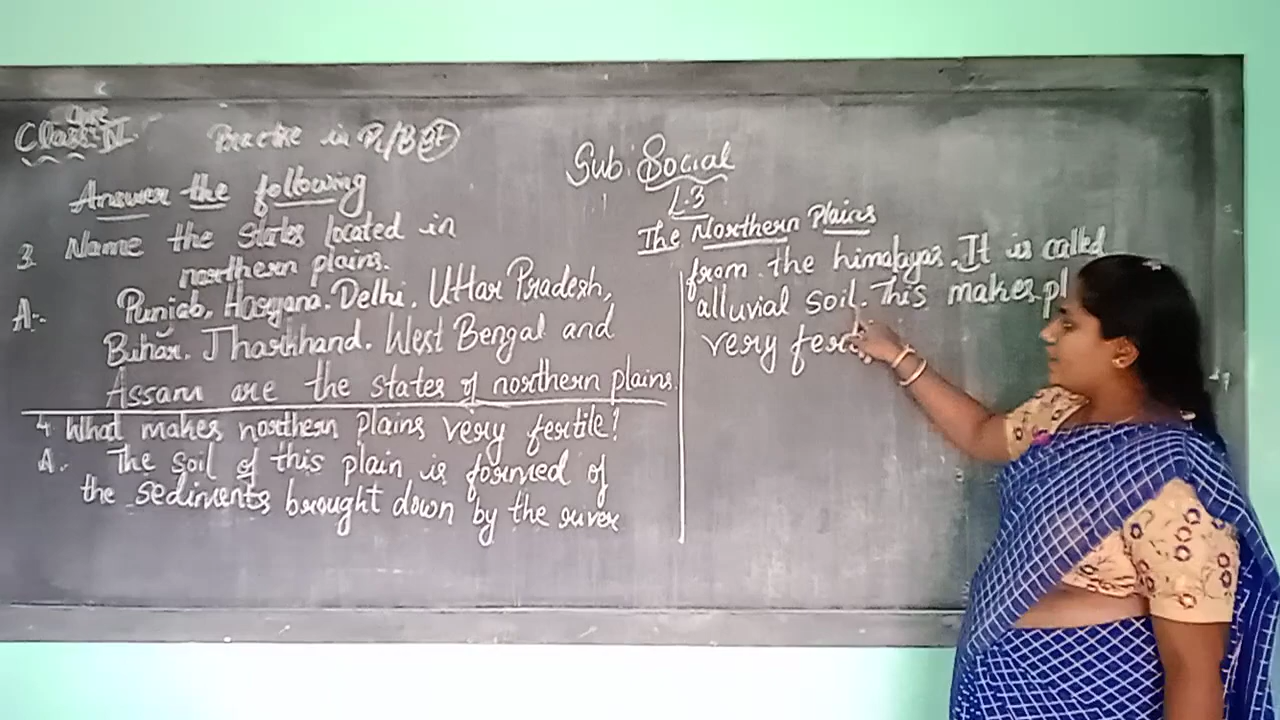 Class-IV
Practice in
Sub: Social
L.3
The Northern Plains
Answer the following
3. Name the States located in
northern plains.
A:. Punjab, Haryana. Delhi, Uttar Pradesh,
Bihar. Jharkhand. West Bengal and
Assam are the states of northern plains.
4 What makes northern plains very fertile?
A. The soil of this plain is formed of
the sediments brought down by the river
from the himalayas. It is called
alluvial soil. This makes pl
very fert